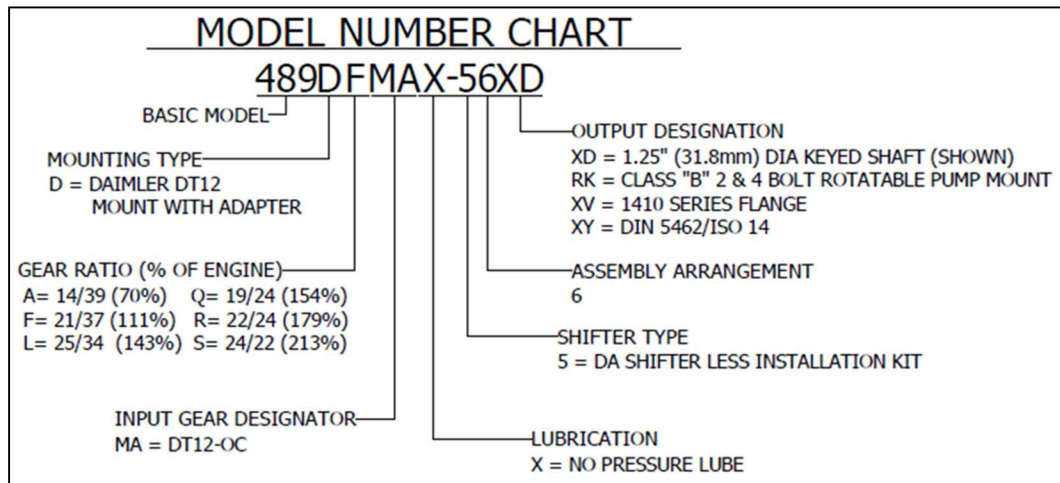 MODEL NUMBER CHART
489DFMAX-56XD
BASIC MODEL
MOUNTING TYPE
D = DAIMLER DT12
MOUNT WITH ADAPTER
GEAR RATIO (% OF ENGINE)
A= 14/39 (70%) Q= 19/24 (154%)
F= 21/37 (111%) R= 22/24 (179%)
L= 25/34 (143%) S= 24/22 (213%)
INPUT GEAR DESIGNATOR
MA = DT12-OC
OUTPUT DESIGNATION
XD = 1.25" (31.8mm) DIA KEYED SHAFT (SHOWN)
RK = CLASS "B" 2 & 4 BOLT ROTATABLE PUMP MOUNT
XV = 1410 SERIES FLANGE
XY = DIN 5462/ISO 14
ASSEMBLY ARRANGEMENT
6
SHIFTER TYPE
5 = DA SHIFTER LESS INSTALLATION KIT
LUBRICATION
X = NO PRESSURE LUBE